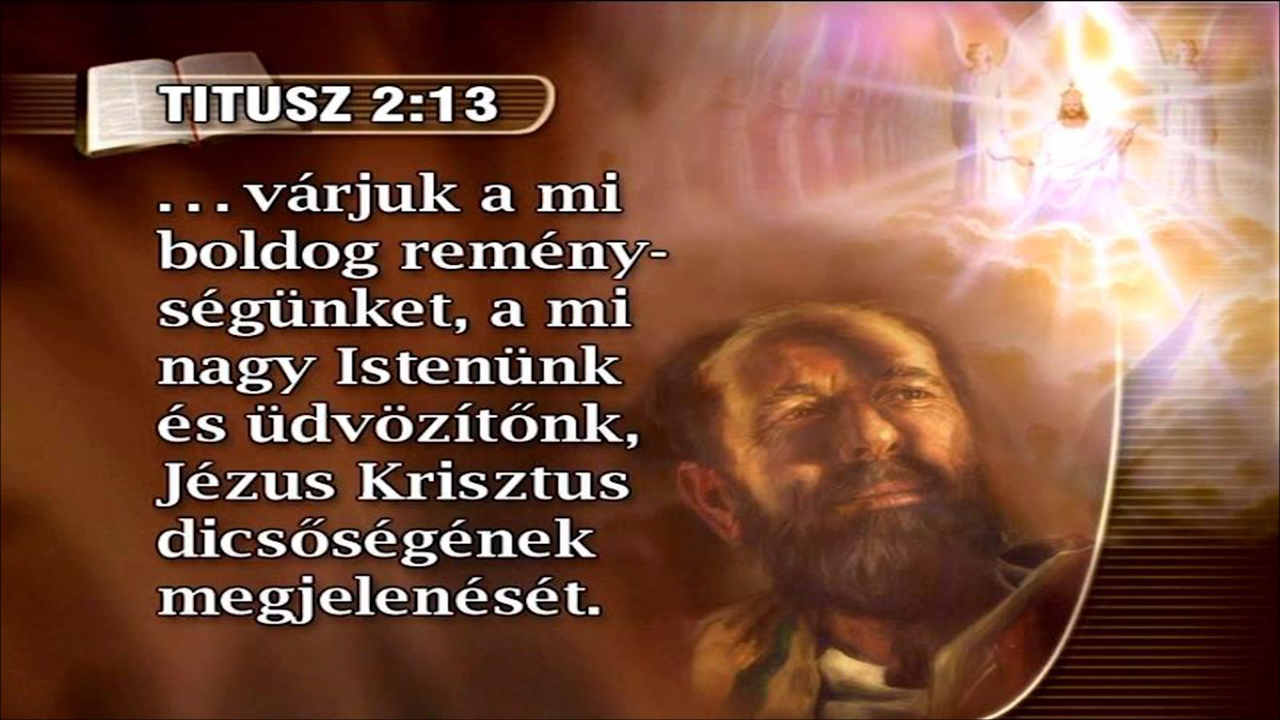 TITUSZ 2:13
...várjuk a mi
boldog remény-
ségünket, a mi
nagy Istenünk
és üdvözítőnk,
Jézus Krisztus
dicsőségének
megjelenését.